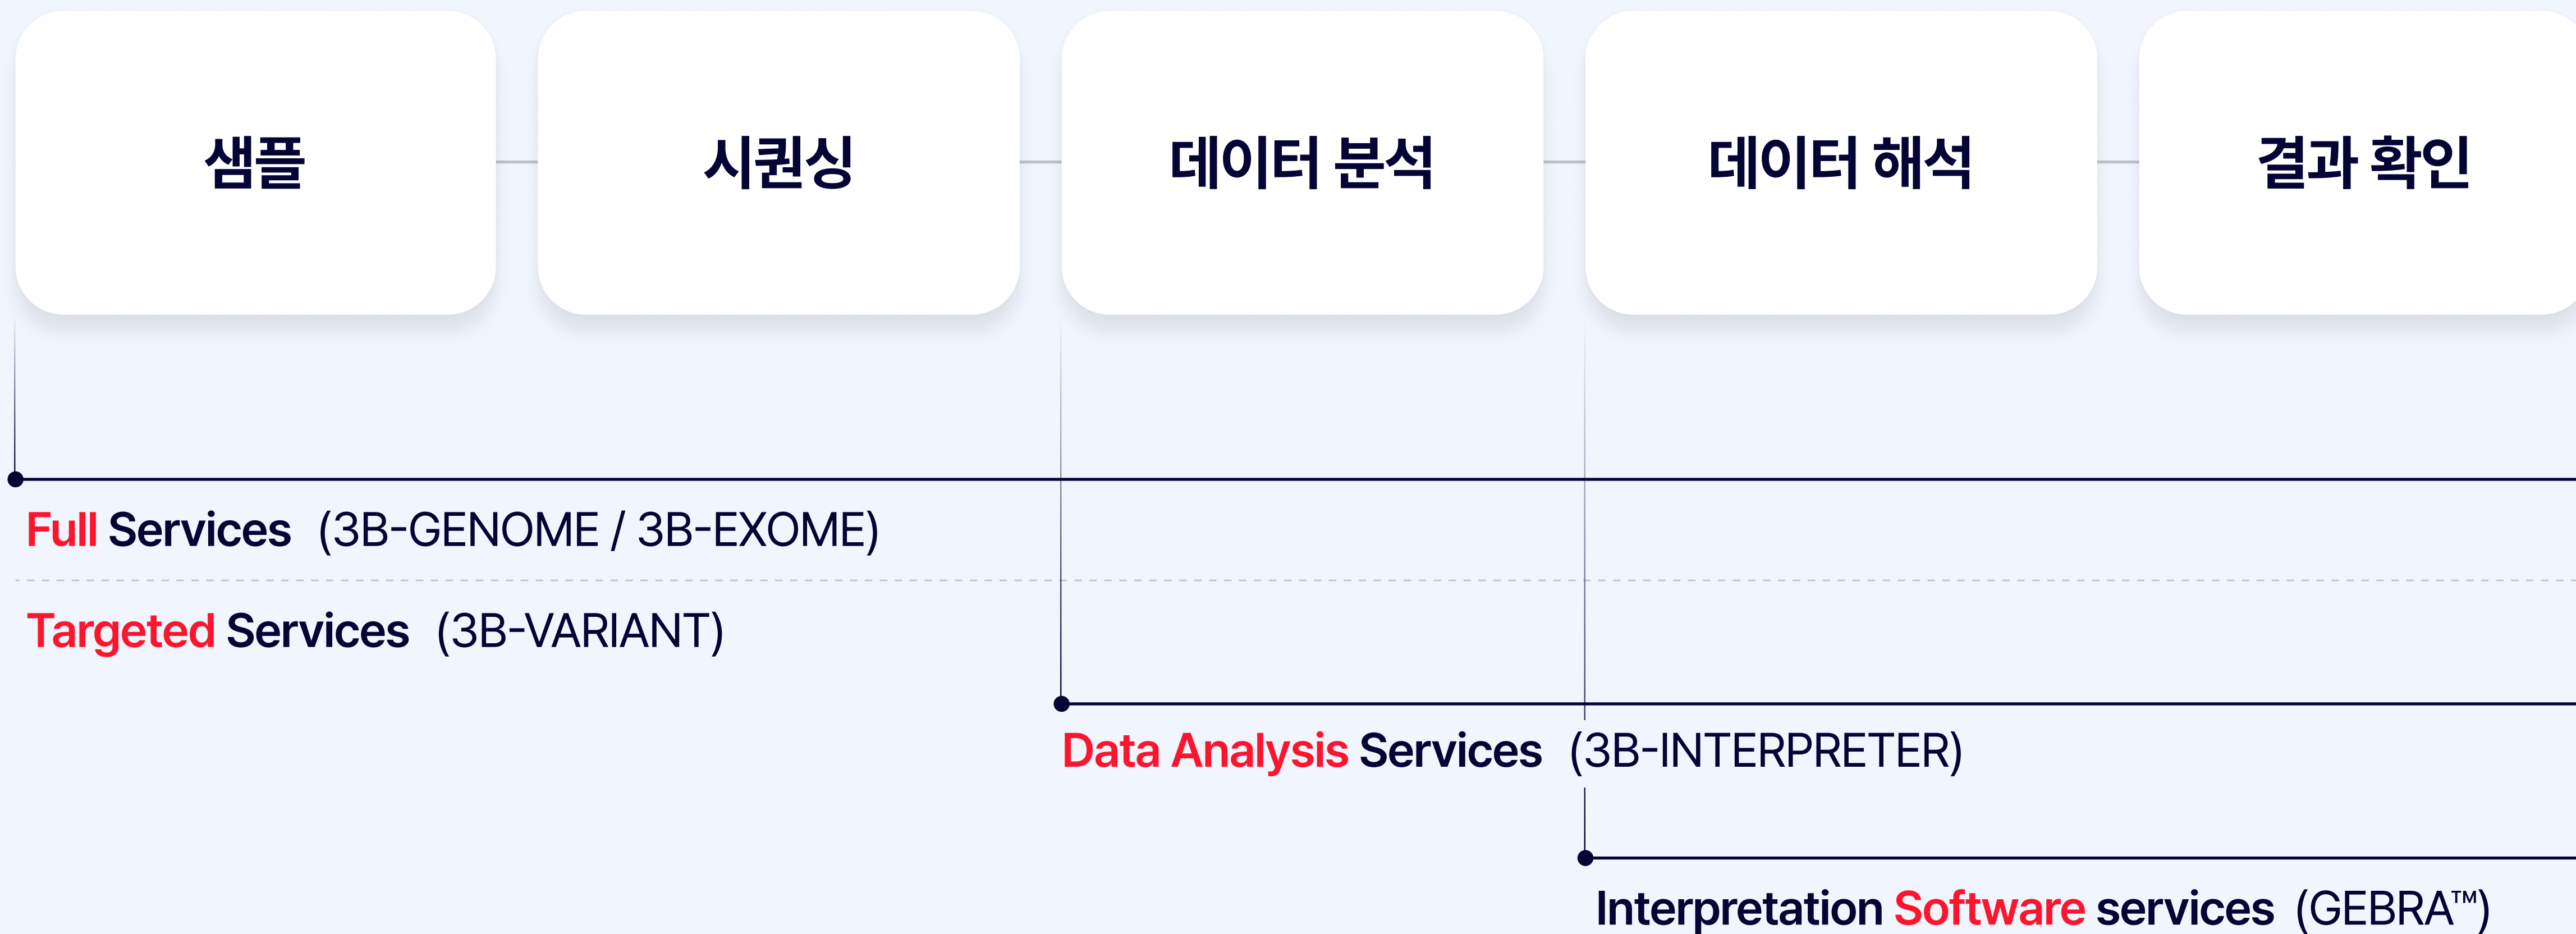 샘플
시퀀싱
데이터 분석
데이터 해석
결과 확인
Full Services (3B-GENOME / 3B-EXOME)
Targeted Services (3B-VARIANT)
Data Analysis Services (3B-INTERPRETER)
Interpretation Software services (GEBRA™)